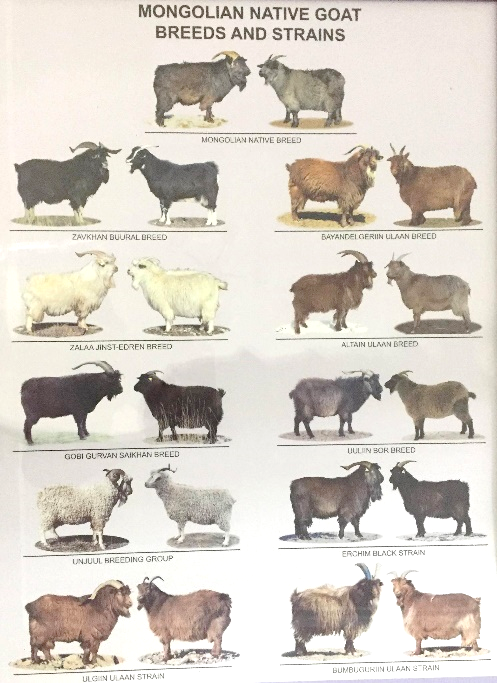 MONGOLIAN NATIVE GOAT
BREEDS AND STRAINS
MONGOLIAN NATIVE BREED
ZAVKHAN BUURAL BREED
BAYANDELGERIIN ULAAN BREED
ZALAA JINST-EDREN BREED
ALTAIN ULAAN BREED
GOBI GURVAN SAIKHAN BREED
UULIIN BOR BREED
UNJUUL BREEDING GROUP
ERCHIM BLACK STRAIN
ULGIIN ULAAN STRAIN
BUMBUGURIIN ULAAN STRAIN